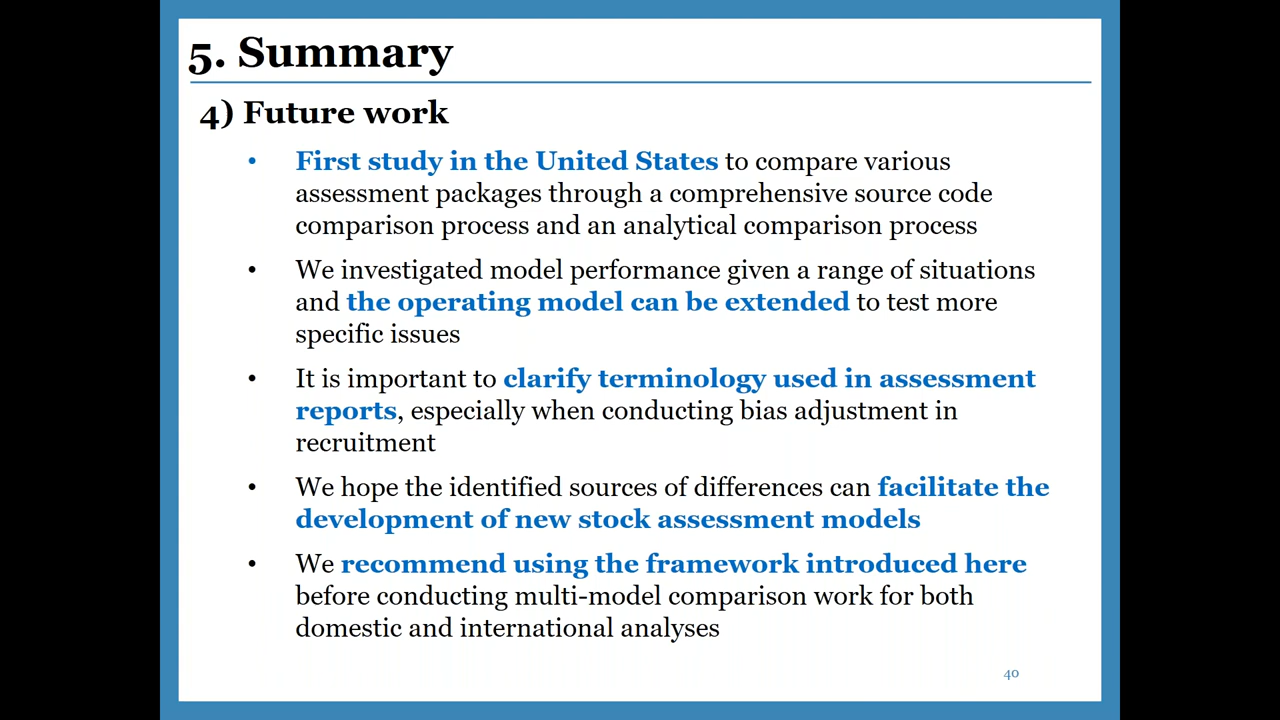 5. Summary
4) Future work
• First study in the United States to compare various
assessment packages through a comprehensive source code
comparison process and an analytical comparison process
• We investigated model performance given a range of situations
and the operating model can be extended to test more
specific issues
• It is important to clarify terminology used in assessment
reports, especially when conducting bias adjustment in
recruitment
• We hope the identified sources of differences can facilitate the
development of new stock assessment models
• We recommend using the framework introduced here
before conducting multi-model comparison work for both
domestic and international analyses
40